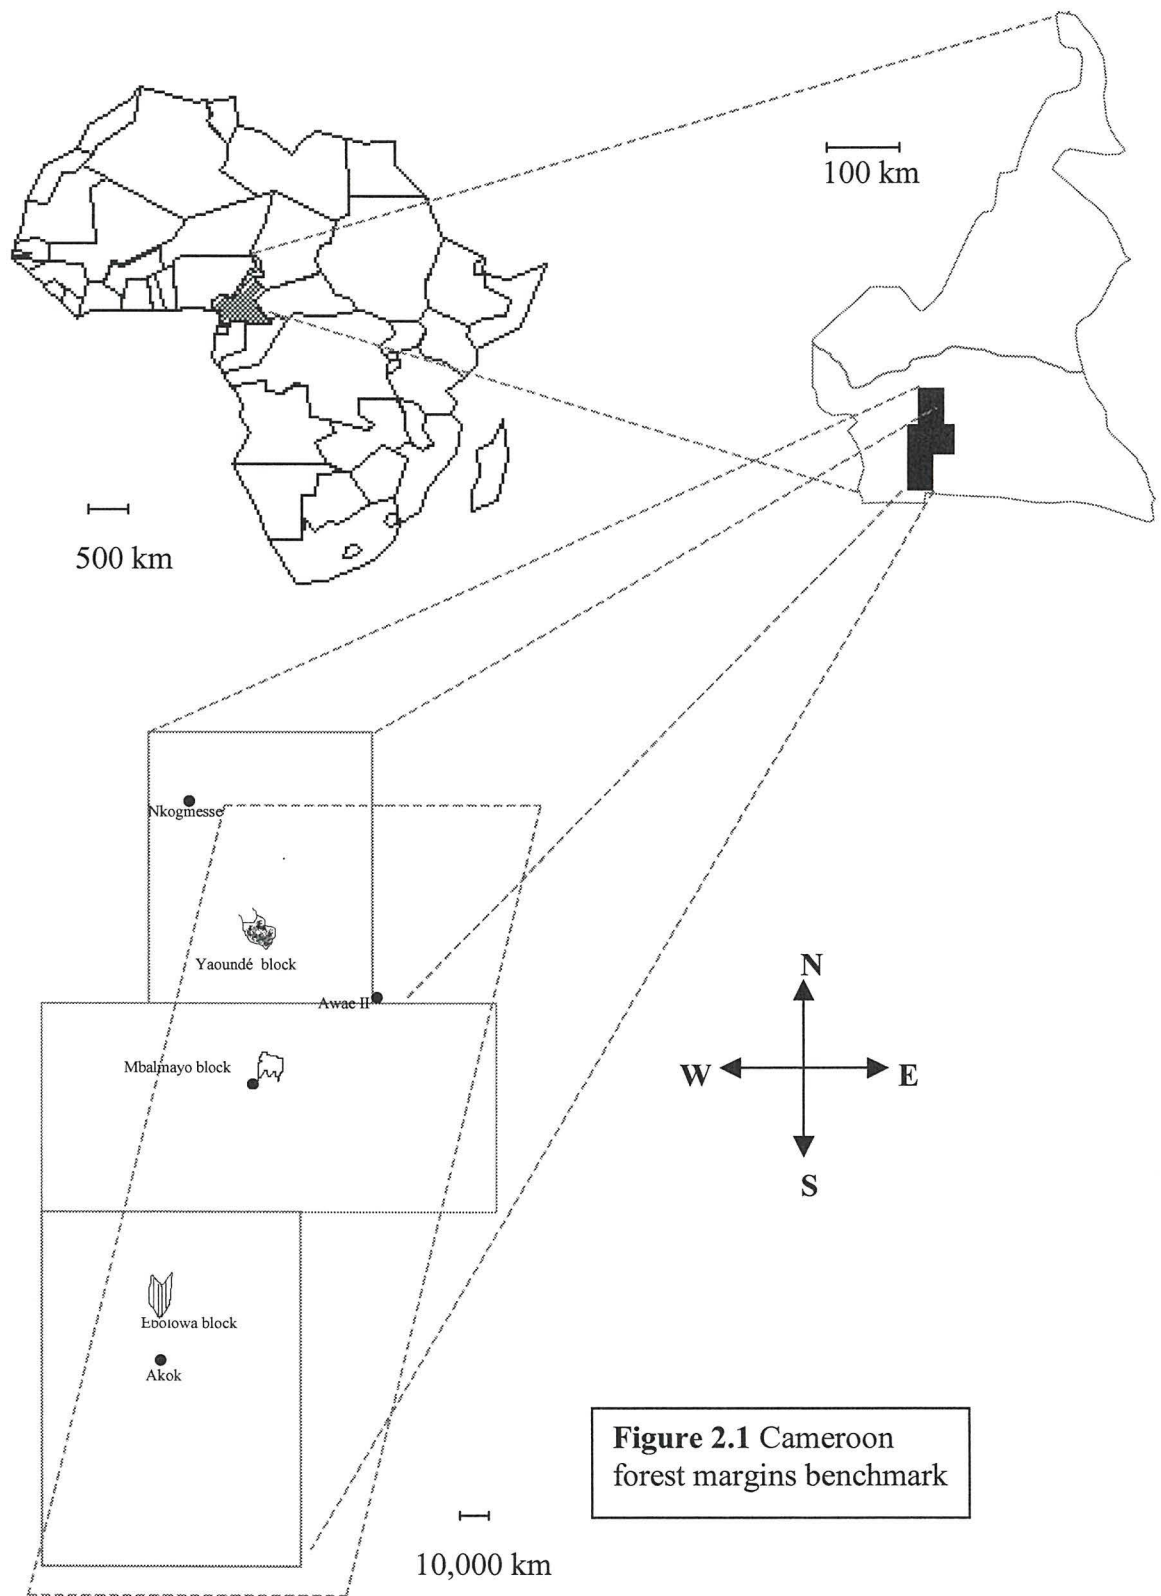 100 km
500 km
Nkogmesse
Yaoundé block
Awae II
Mbalmayo block
N
W
E
S
Ebolowa block
Akok
Figure 2.1 Cameroon
forest margins benchmark
10,000 km